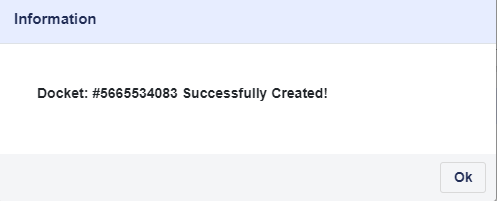 Information
Docket: #5665534083 Successfully Created!
Ok